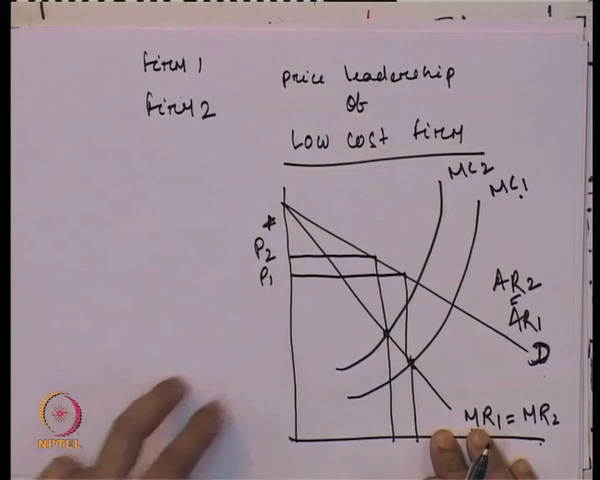 Firm 1
Firm 2
Price Leadership
Of
Low cost firm
MC2
MC1
P2
P1
AR2
=
AR1
D
MR1 = MR2
NPTEL